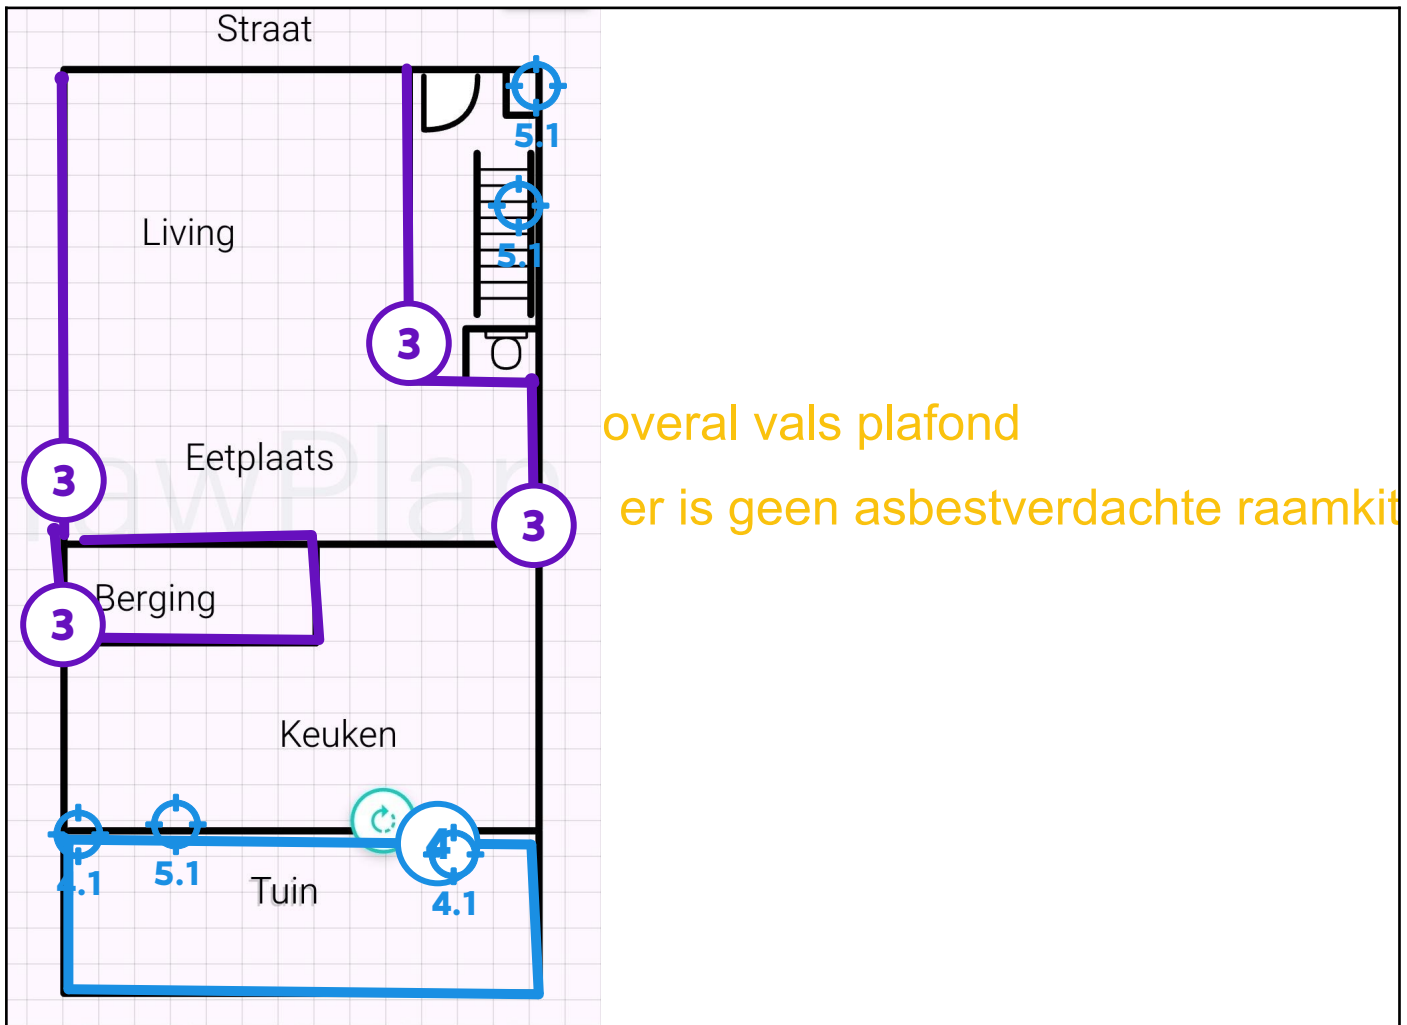 Straat
5.1
Living
5.1
3
overal vals plafond
Eetplaats
3
er is geen asbestverdachte raamkit
3
Berging
3
Keuken
4
4.1
5.1
Tuin
4.1